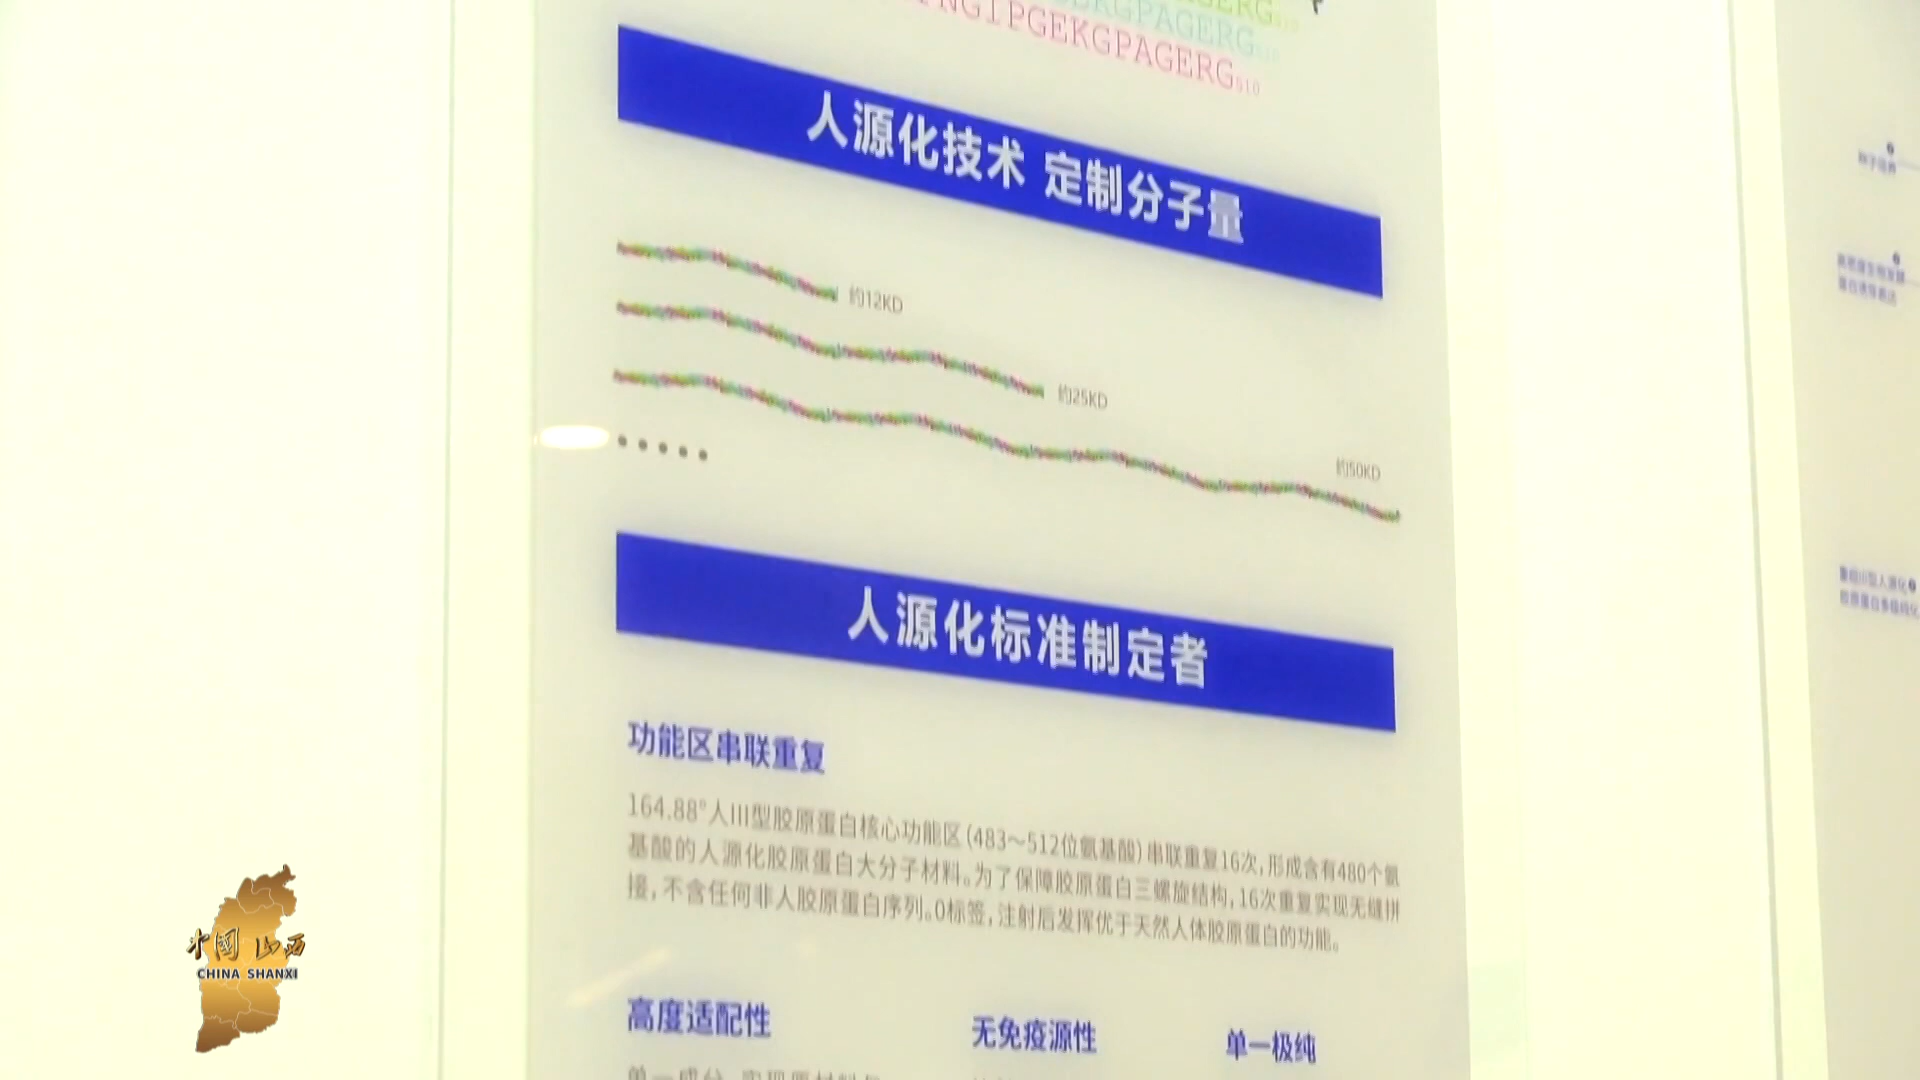 GPAGERG
NGIPGEKGPAGERG510
人源化技术 定制分子量
约12KD
约25KD
约50KD
人源化标准制定者
功能区串联重复
164.88°人III型胶原蛋白核心功能区(483～512位氨基酸)串联重复16次,形成含有480个氨
基酸的人源化胶原蛋白大分子材料。为了保障胶原蛋白三螺旋结构,16次重复实现无缝拼
接,不含任何非人胶原蛋白序列。0标签,注射后发挥优于天然人体胶原蛋白的功能。
高度适配性
无免疫源性
单一极纯
中国 山西
CHINA SHANXI